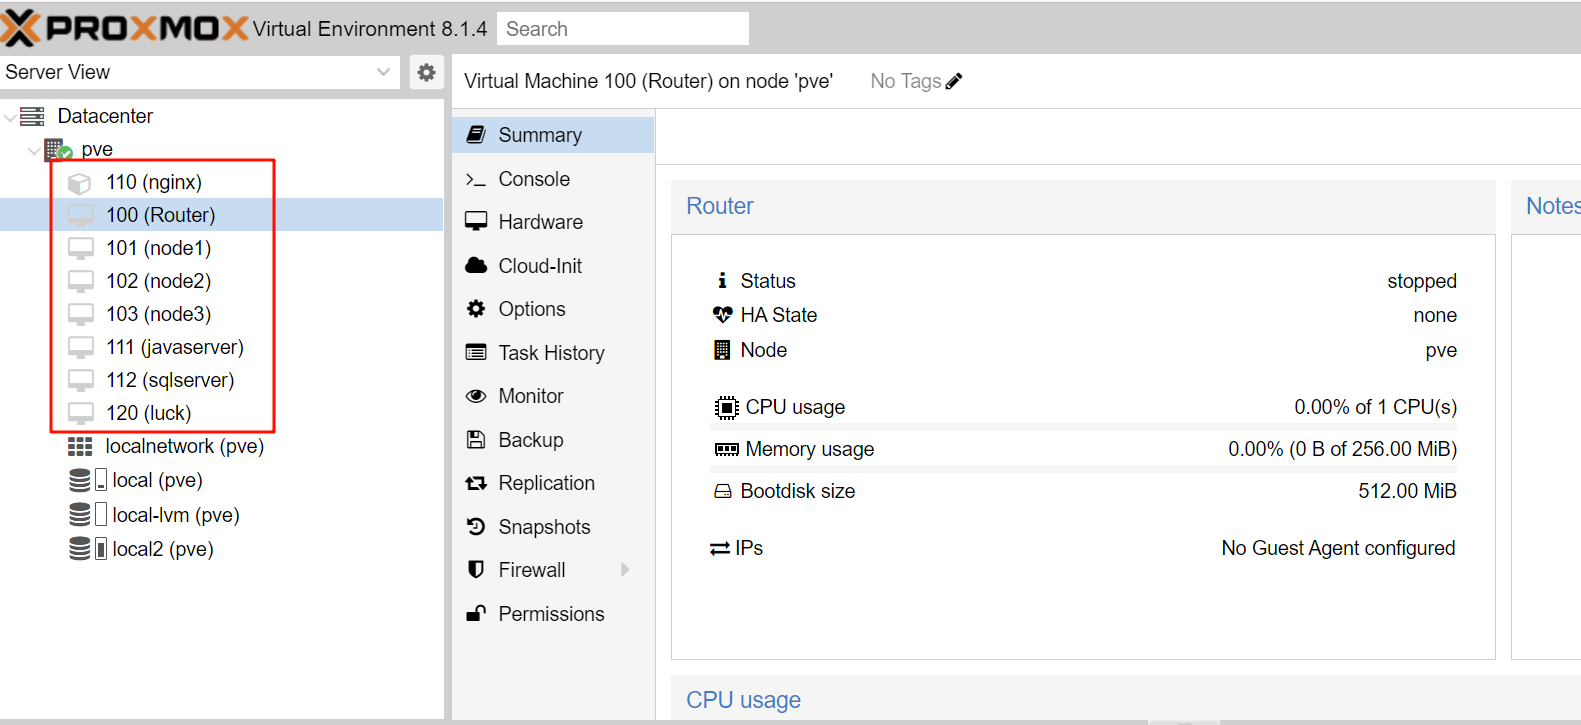 PROXMOX Virtual Environment 8.1.4 Search
Server View
Virtual Machine 100 (Router) on node 'pve' No Tags
Datacenter
pve
110 (nginx)
100 (Router)
101 (node1)
102 (node2)
103 (node3)
111 (javaserver)
112 (sqlserver)
120 (luck)
localnetwork (pve)
local (pve)
local-lvm (pve)
local2 (pve)
Summary
Console
Hardware
Cloud-Init
Options
Task History
Monitor
Backup
Replication
Snapshots
Firewall
Permissions
Router
Status stopped
HA State none
Node pve
CPU usage 0.00% of 1 CPU(s)
Memory usage 0.00% (0 B of 256.00 MiB)
Bootdisk size 512.00 MiB
IPs No Guest Agent configured
Notes
CPU usage